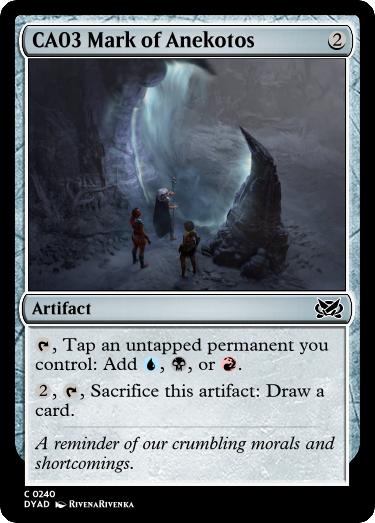 CA03 Mark of Anekotos 2
Artifact
, Tap an untapped permanent you
control: Add , , or .
2, , Sacrifice this artifact: Draw a
card.
A reminder of our crumbling morals and
shortcomings.
C 0240
DYAD RivenaRivenka